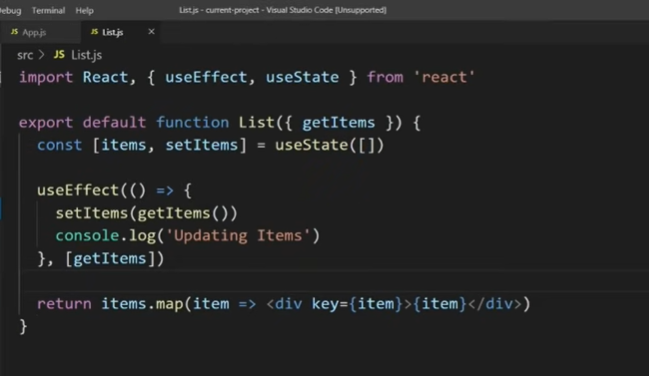 Debug Terminal Help List.js - current-project - Visual Studio Code [Unsupported]
JS App.js JS List.js ×
src > JS List.js
import React, { useEffect, useState } from 'react'
export default function List({ getItems }) {
const [items, setItems] = useState([])
useEffect(() => {
setItems(getItems())
console.log('Updating Items')
}, [getItems])
return items.map(item => <div key={item}>{item}</div>)
}